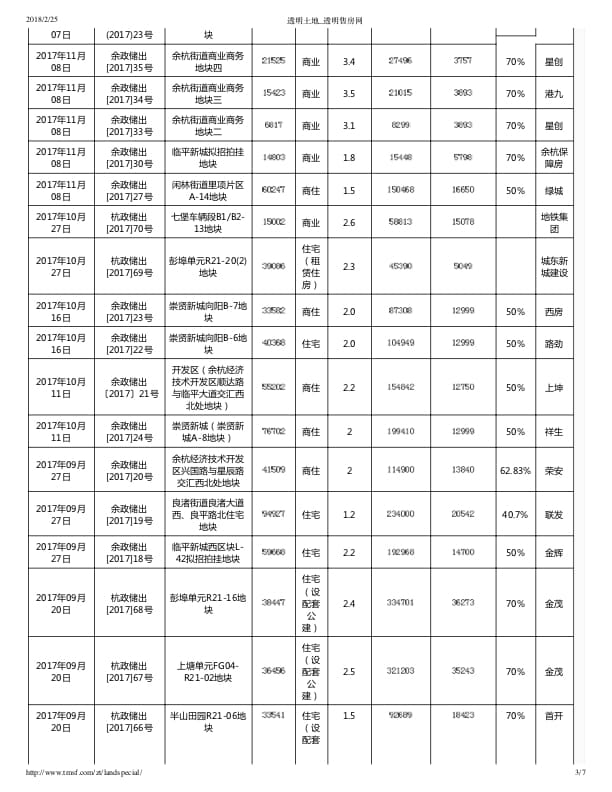 2018/2/25 透明土地_透明售房网
07日 (2017)23号 块
2017年11月 余政储出 余杭街道商业商务 21525 商业 3.4 27496 3757 70% 星创
08日 [2017]35号 地块四
2017年11月 余政储出 余杭街道商业商务 15423 商业 3.5 21015 3893 70% 港九
08日 [2017]34号 地块三
2017年11月 余政储出 余杭街道商业商务 6817 商业 3.1 8299 3893 70% 星创
08日 [2017]33号 地块二
2017年11月 余政储出 临平新城拟招拍挂 14803 商业 1.8 15448 5798 70% 余杭保
08日 [2017]30号 地块 障房
2017年11月 余政储出 闲林街道里项片区 60247 商住 1.5 150468 16650 50% 绿城
08日 [2017]27号 A-14地块
2017年10月 杭政储出 七堡车辆段B1/B2- 15002 商业 2.6 58813 15078 地铁集
27日 [2017]70号 13地块 团
2017年10月 杭政储出 彭埠单元R21-20(2) 39086 住宅 2.3 45390 5049 城东新
27日 [2017]69号 地块 （租 城建设
赁住
房）
2017年10月 余政储出 崇贤新城向阳B-7地 33582 商住 2.0 87308 12999 50% 西房
16日 [2017]23号 块
2017年10月 余政储出 崇贤新城向阳B-6地 40368 住宅 2.0 104949 12999 50% 路劲
16日 [2017]22号 块
2017年10月 余政储出 开发区（余杭经济 55202 商住 2.2 154842 12750 50% 上坤
11日 ［2017］21号 技术开发区顺达路
与临平大道交汇西
北处地块）
2017年10月 余政储出 崇贤新城（崇贤新 76702 商住 2 199410 12999 50% 祥生
11日 [2017]24号 城A-8地块）
2017年09月 余政储出 余杭经济技术开发 41509 商住 2 114900 13840 62.83% 荣安
27日 [2017]20号 区兴国路与星辰路
交汇西北处地块
2017年09月 余政储出 良渚街道良渚大道 94927 住宅 1.2 234000 20542 40.7% 联发
27日 [2017]19号 西、良平路北住宅
地块
2017年09月 余政储出 临平新城西区块L- 59668 住宅 2.2 192968 14700 50% 金辉
27日 [2017]18号 42拟招拍挂地块
2017年09月 杭政储出 彭埠单元R21-16地 38447 住宅 2.4 334701 36273 70% 金茂
20日 [2017]68号 块 （设
配套
公
建）
2017年09月 杭政储出 上塘单元FG04- 36456 住宅 2.5 321203 35243 70% 金茂
20日 [2017]67号 R21-02地块 （设
配套
公
建）
2017年09月 杭政储出 半山田园R21-06地 33541 住宅 1.5 92689 18423 70% 首开
20日 [2017]66号 块 （设
配套
http://www.tmsf.com/zt/landspecial/ 3/7